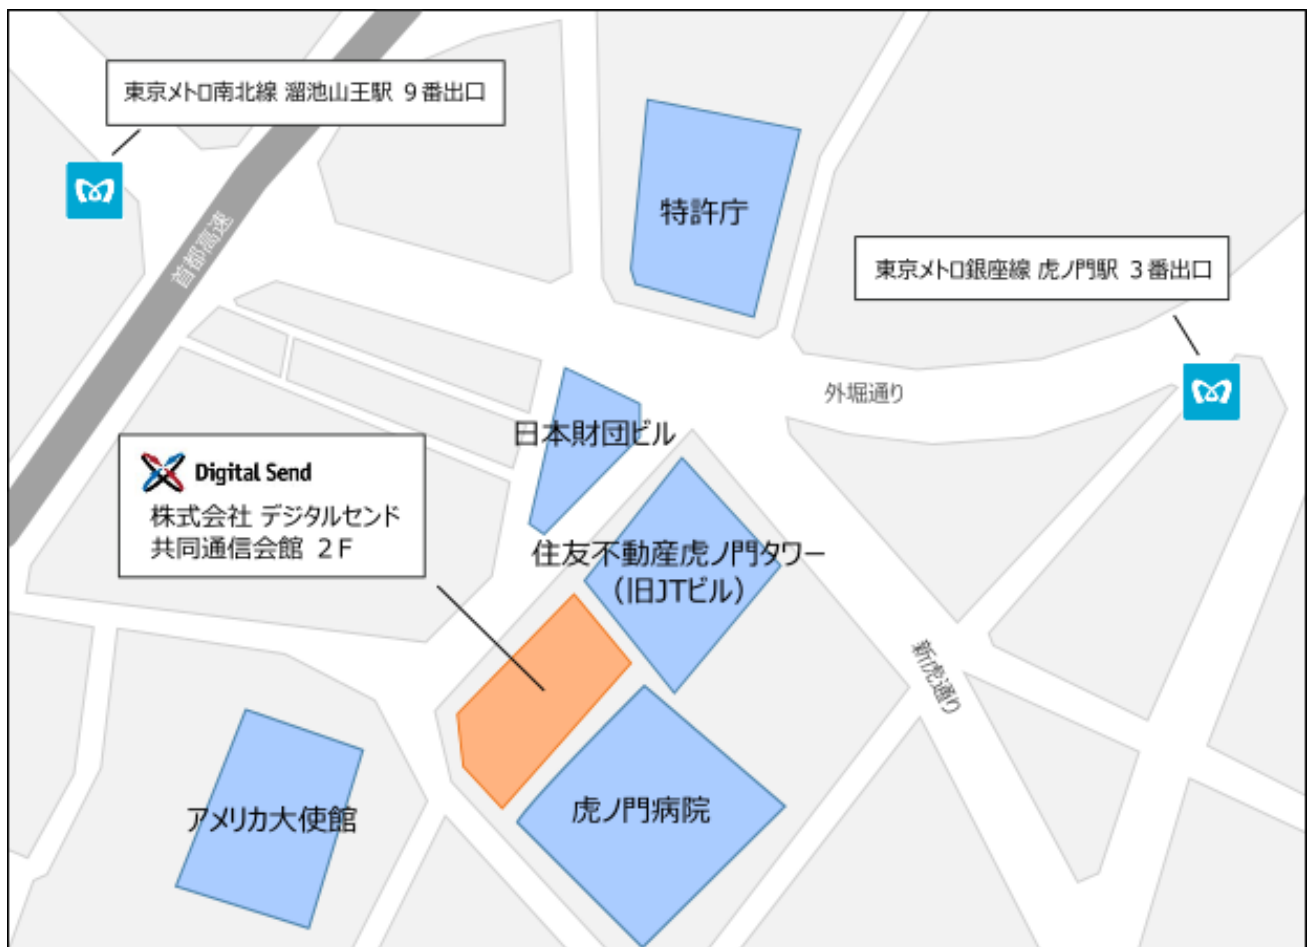 東京メトロ南北線 溜池山王駅 9番出口
首都高速
特許庁
東京メトロ銀座線 虎ノ門駅 3番出口
外堀通り
日本財団ビル
Digital Send
株式会社 デジタルセンド
共同通信会館 2F
住友不動産虎ノ門タワー
（旧JTビル）
新虎通り
アメリカ大使館
虎ノ門病院